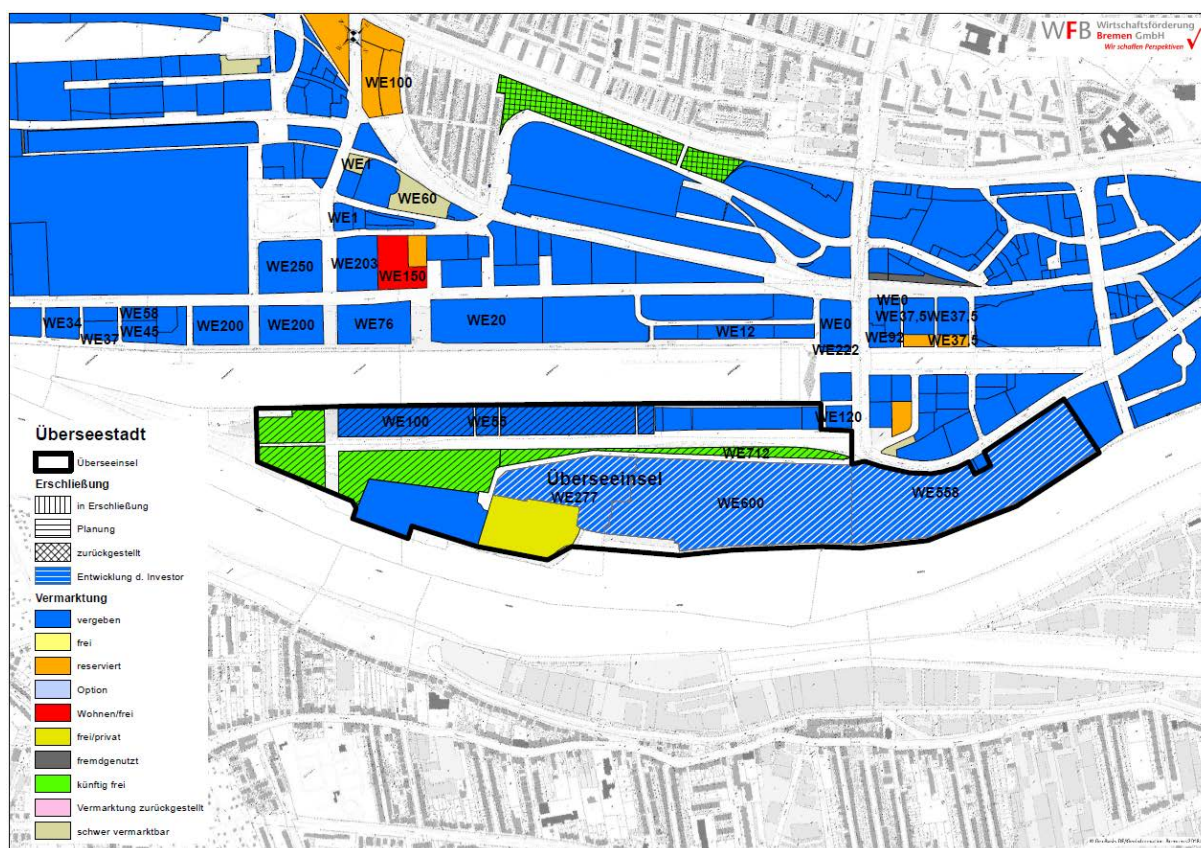 WFB Wirtschaftsförderung
Bremen GmbH
Wir schaffen Perspektiven
WE100
WE1
WE60
WE1
WE250
WE203
WE150
WE34
WE37
WE58
WE45
WE200
WE200
WE76
WE20
WE12
WE0
WE222
WE0
WE37,5
WE37.5
WE92
WE37.5
WE120
WE100
WE55
WE712
Überseeinsel
WE277
WE600
WE558
Überseestadt
Überseeinsel
Erschließung
in Erschließung
Planung
zurückgestellt
Entwicklung d. Investor
Vermarktung
vergeben
frei
reserviert
Option
Wohnen/frei
frei/privat
fremdgenutzt
künftig frei
Vermarktung zurückgestellt
schwer vermarktbar